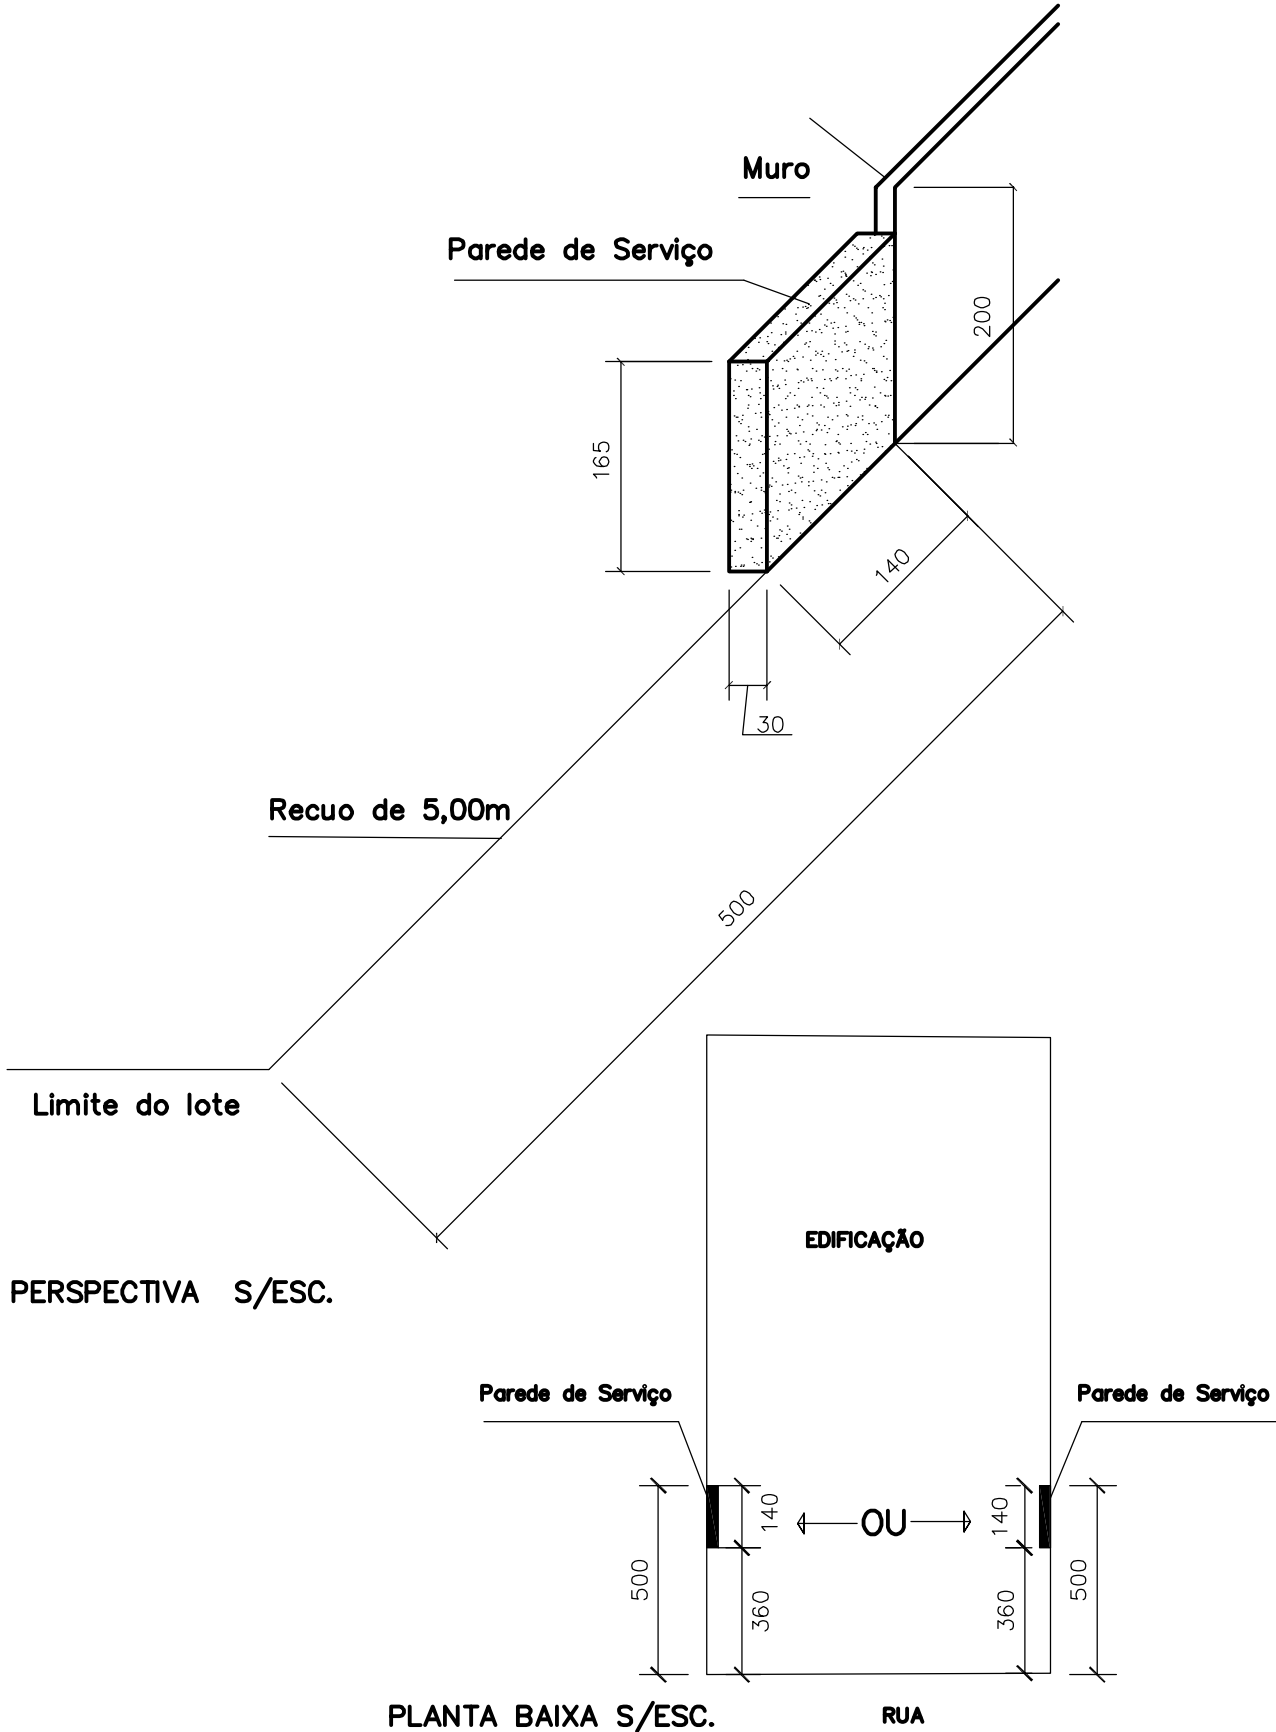 Muro
Parede de Serviço
200
165
140
30
Recuo de 5,00m
500
Limite do lote
EDIFICAÇÃO
PERSPECTIVA S/ESC.
Parede de Serviço
Parede de Serviço
140
OU
140
500
360
360
500
PLANTA BAIXA S/ESC.
RUA